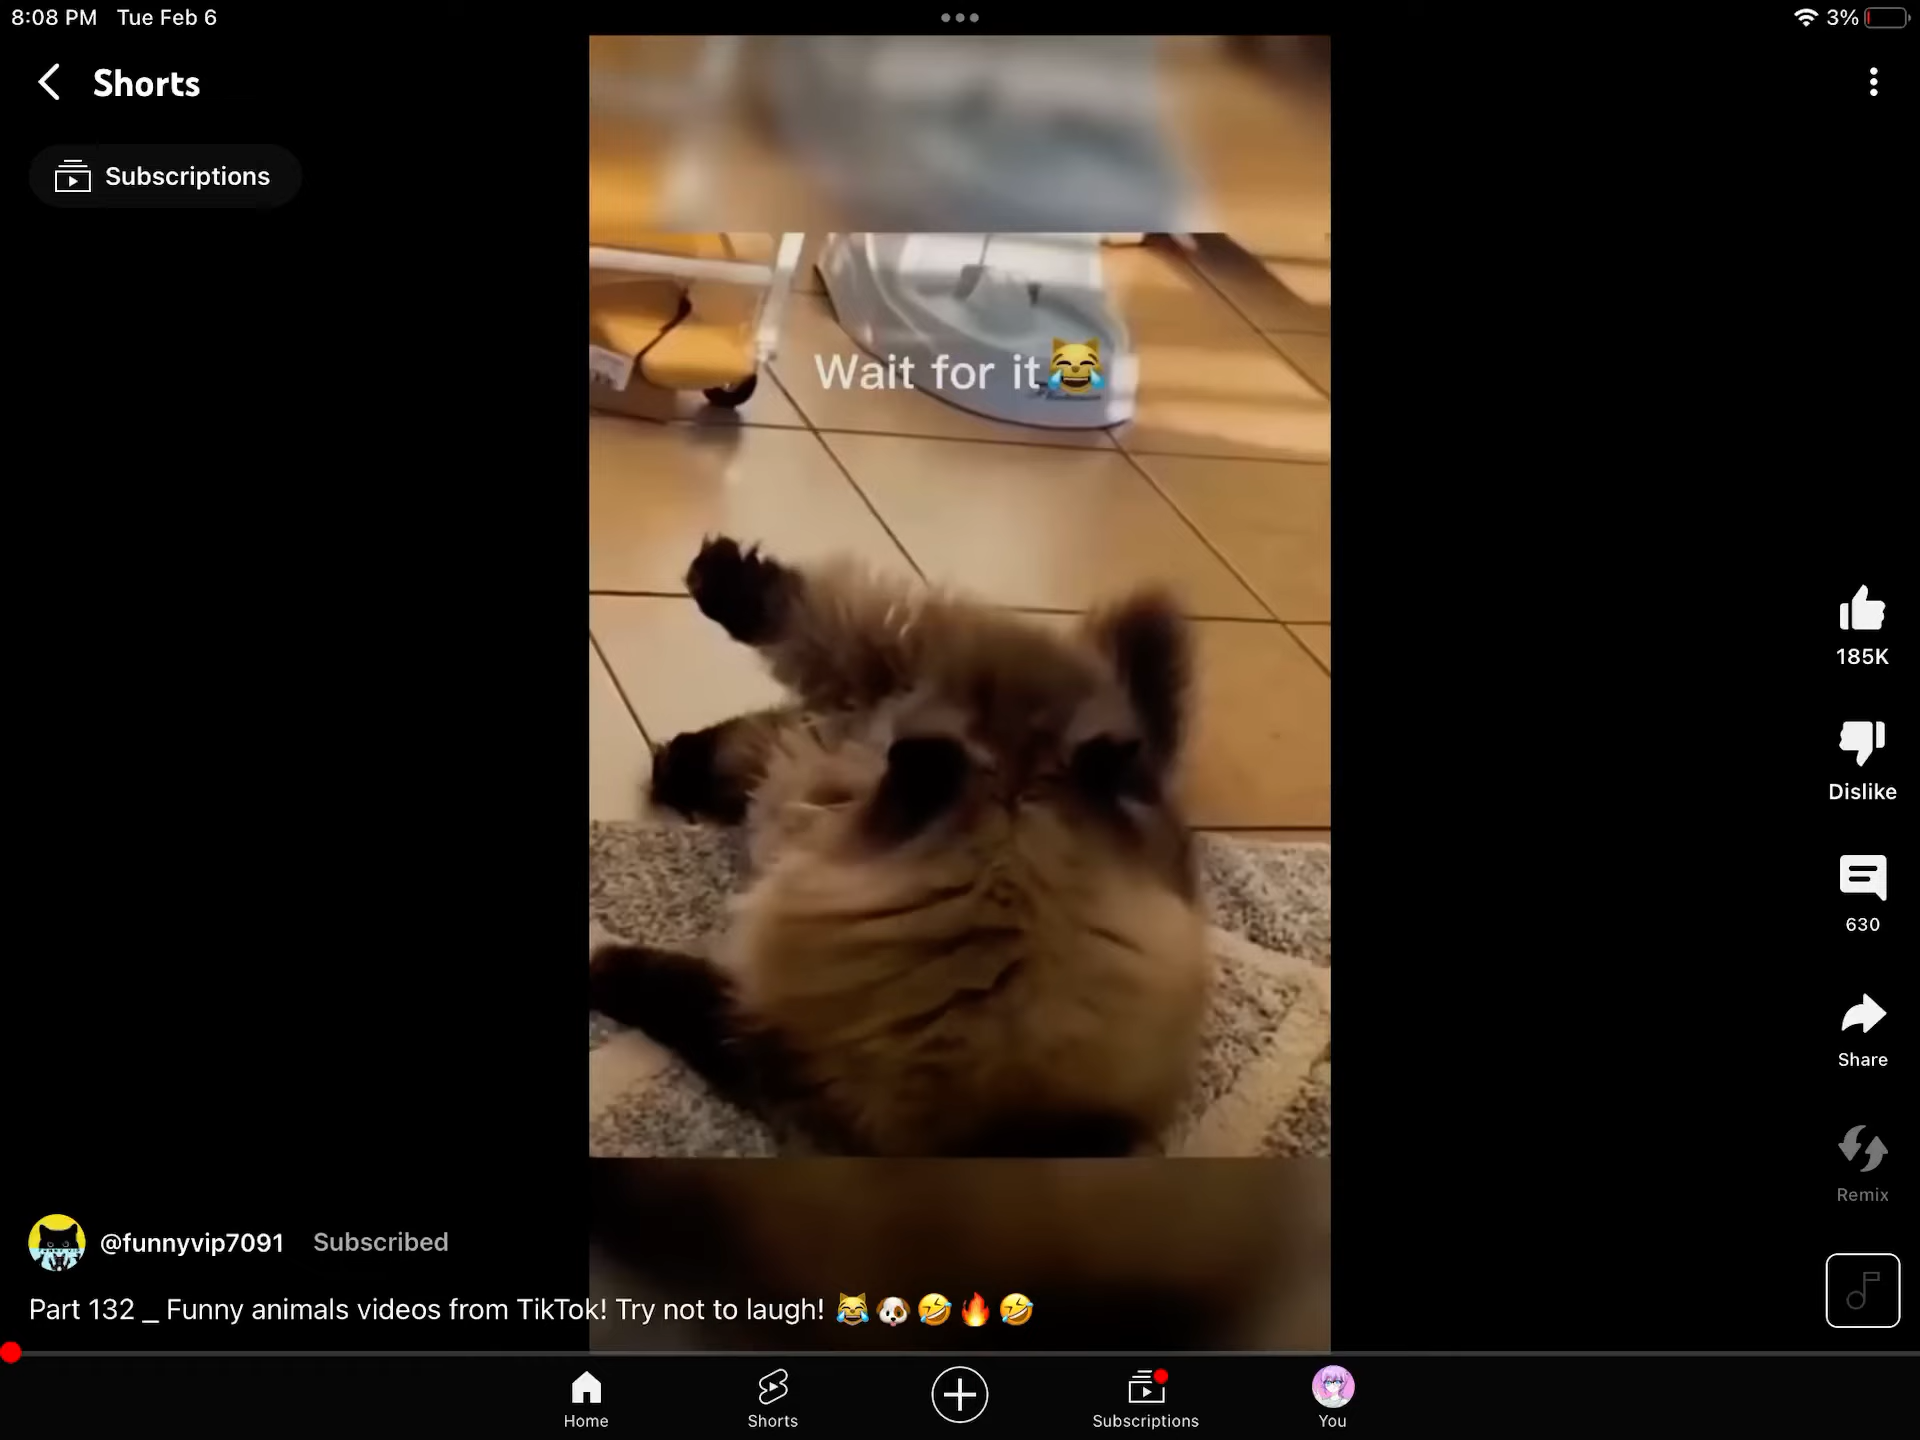 8:08 PM Tue Feb 6
3%
Shorts
Subscriptions
Wait for it😹
185K
Dislike
630
Share
Remix
@funnyvip7091 Subscribed
Part 132 _ Funny animals videos from TikTok! Try not to laugh! 😹🐶🤣🔥🤣
Home
Shorts
Subscriptions
You